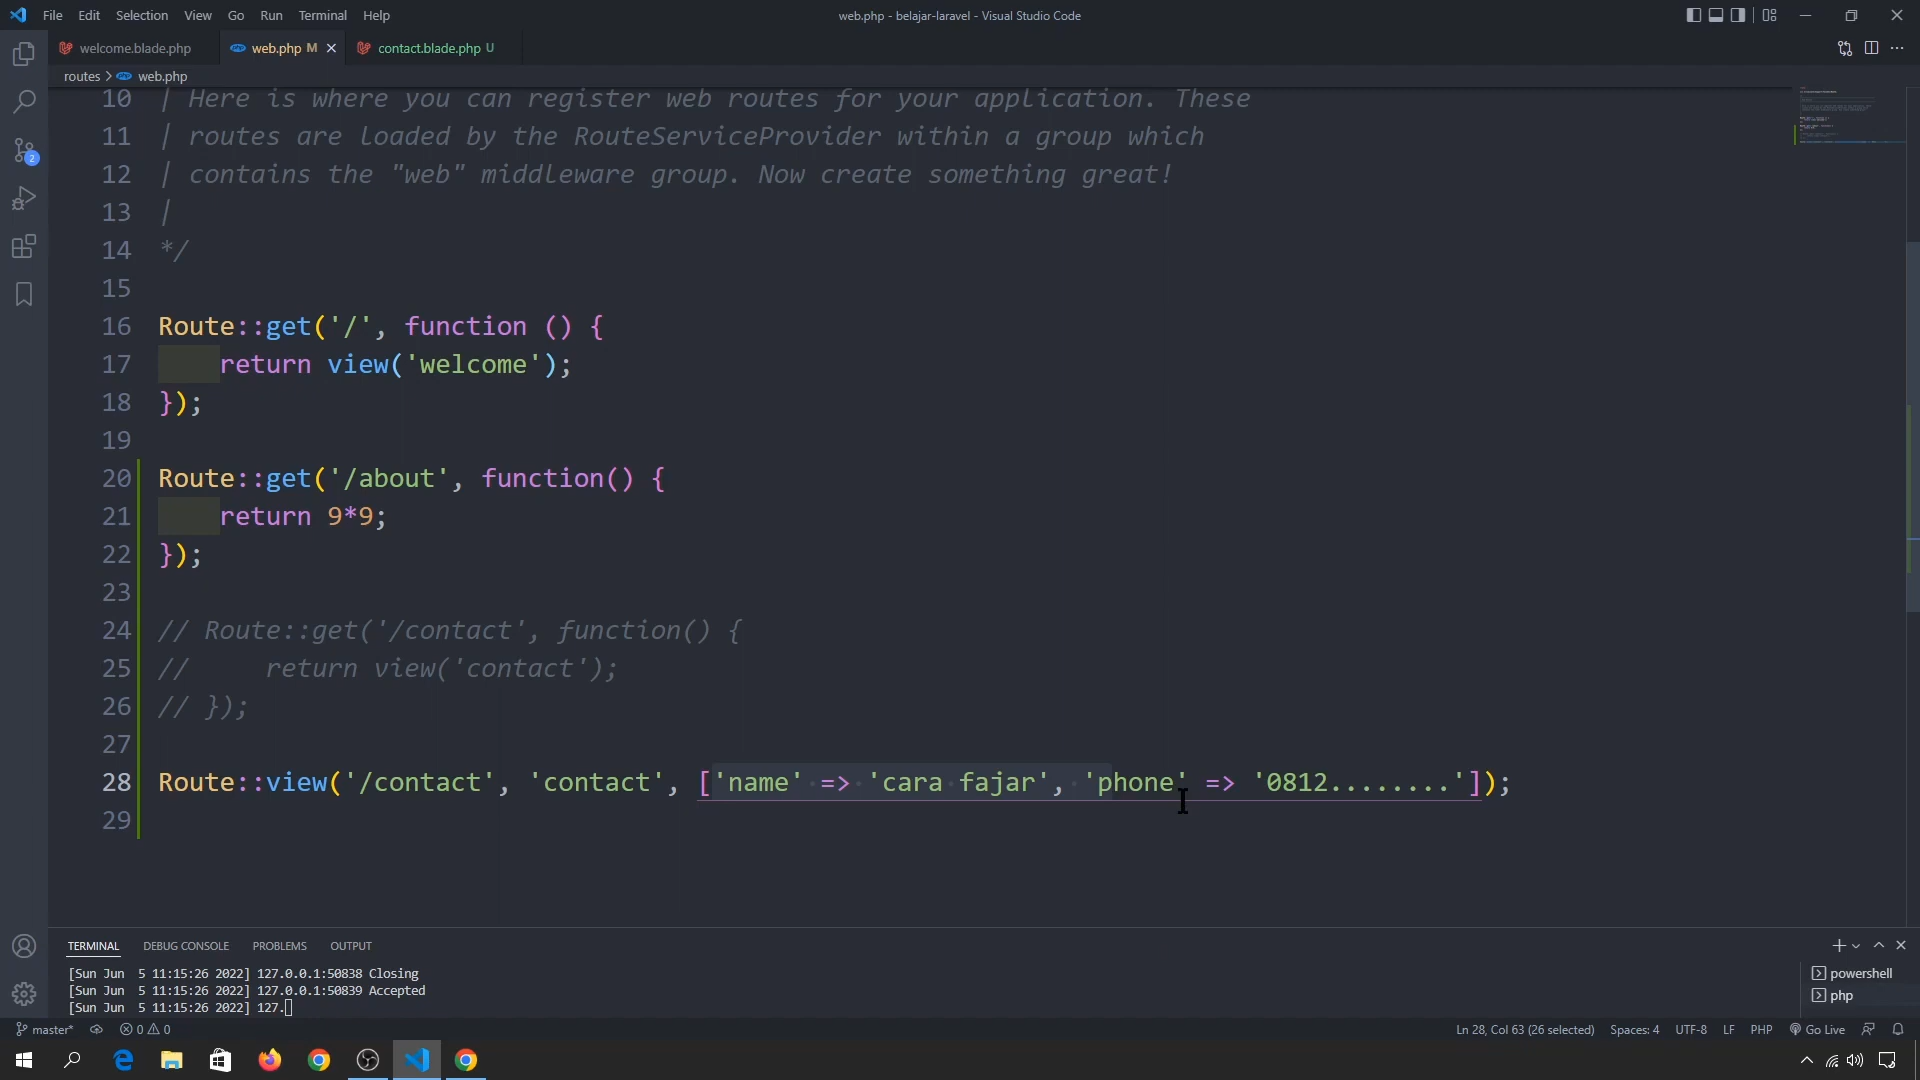 File Edit Selection View Go Run Terminal Help
web.php - belajar-laravel - Visual Studio Code
welcome.blade.php
web.php M
contact.blade.php U
routes > web.php
10 | Here is where you can register web routes for your application. These
11 | routes are loaded by the RouteServiceProvider within a group which
12 | contains the "web" middleware group. Now create something great!
13 |
14 */
15
16 Route::get('/', function () {
17 return view('welcome');
18 });
19
20 Route::get('/about', function() {
21 return 9*9;
22 });
23
24 // Route::get('/contact', function() {
25 //     return view('contact');
26 // });
27
28 Route::view('/contact', 'contact', ['name' => 'cara fajar', 'phone' => '0812........']);
29
2
TERMINAL DEBUG CONSOLE PROBLEMS OUTPUT
[Sun Jun  5 11:15:26 2022] 127.0.0.1:50838 Closing
[Sun Jun  5 11:15:26 2022] 127.0.0.1:50839 Accepted
[Sun Jun  5 11:15:26 2022] 127.
powershell
php
master* 0 0
Ln 28, Col 63 (26 selected) Spaces: 4 UTF-8 LF PHP Go Live